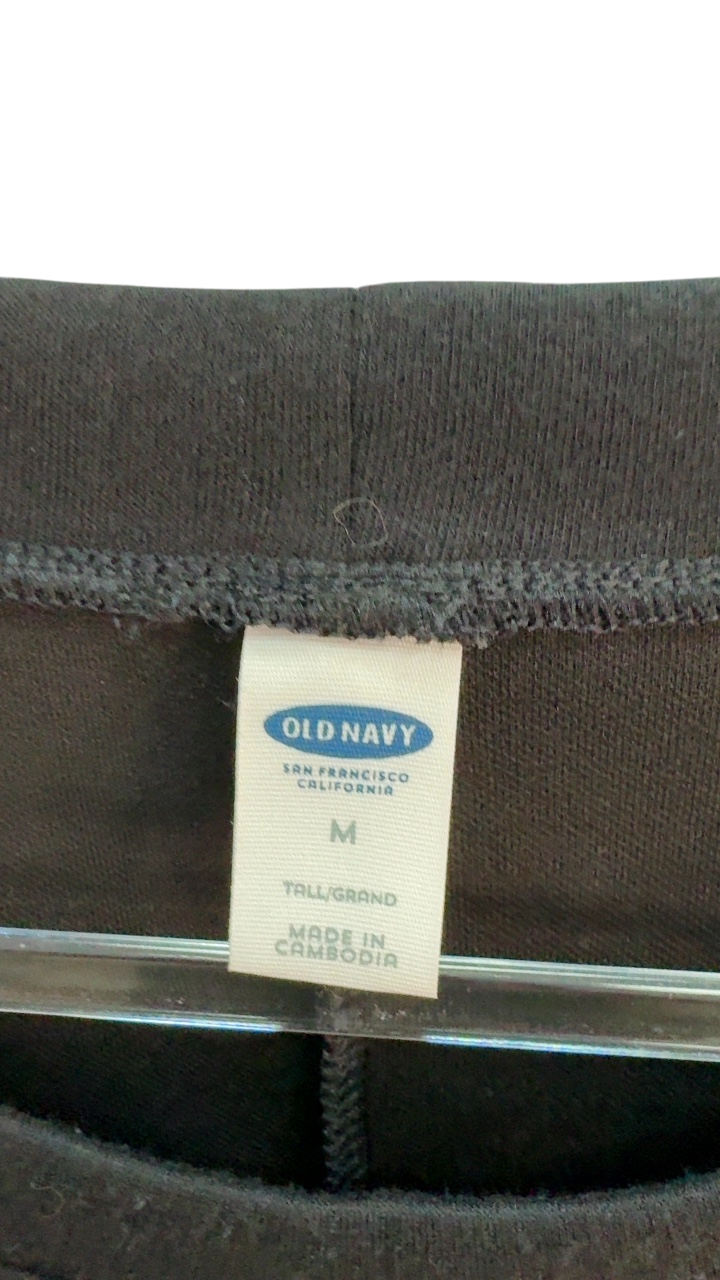 OLD NAVY
SAN FRANCISCO
CALIFORNIA
M
TALL/GRAND
MADE IN
CAMBODIA